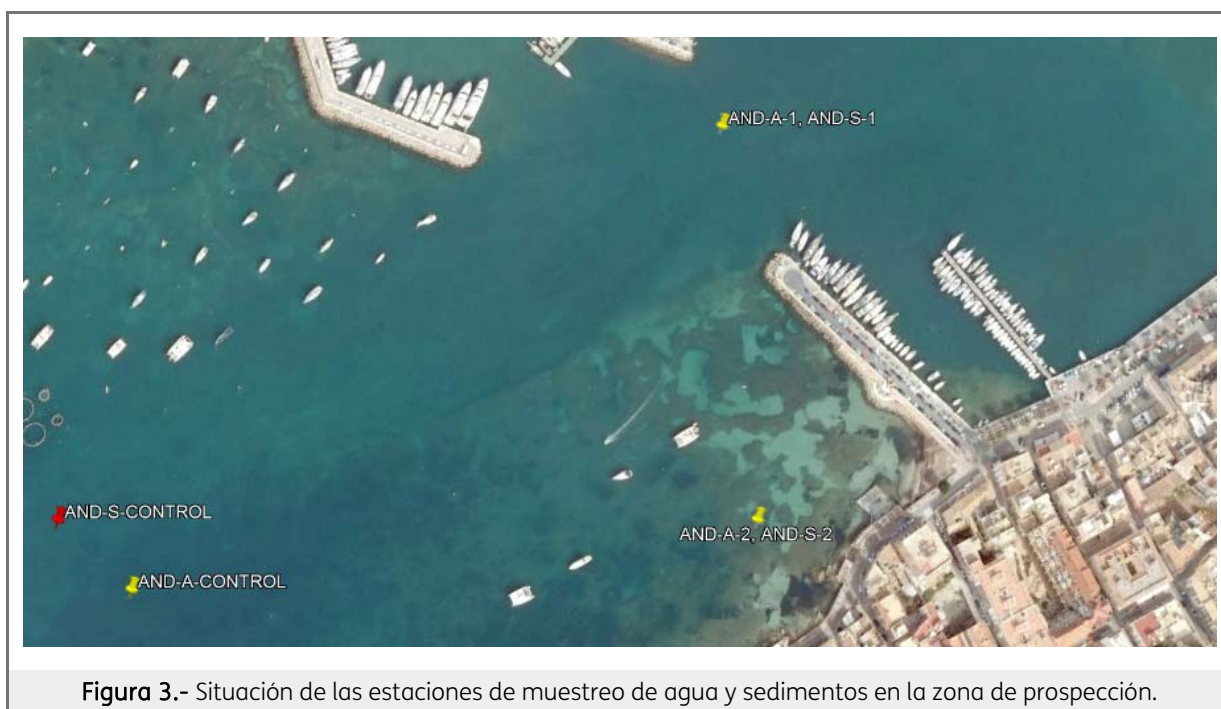 AND-A-1, AND-S-1
AND-S-CONTROL
AND-A-2, AND-S-2
AND-A-CONTROL
Figura 3.- Situación de las estaciones de muestreo de agua y sedimentos en la zona de prospección.